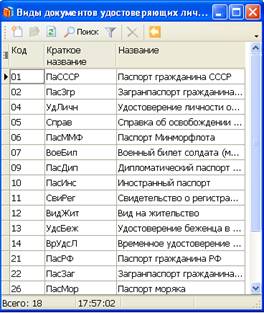 Виды документов удостоверяющих лич...
Поиск
Код Краткое название Название
01 ПаСССР Паспорт гражданина СССР
02 ПасЗгр Загранпаспорт гражданина...
04 УдЛичн Удостоверение личности о...
05 Справ Справка об освобождении ...
06 ПасММФ Паспорт Минморфлота
07 ВоеБил Военный билет солдата (м...
09 ПасДип Дипломатический паспорт ...
10 ПасИнс Иностранный паспорт
11 СвиРег Свидетельство о регистра...
12 ВидЖит Вид на жительство
13 УдсБеж Удостоверение беженца в ...
14 ВрУдсЛ Временное удостоверение ...
21 ПасРФ Паспорт гражданина РФ
22 ПасЗаг Загранпаспорт гражданина...
26 ПасМор Паспорт моряка
Всего: 18 17:57:02